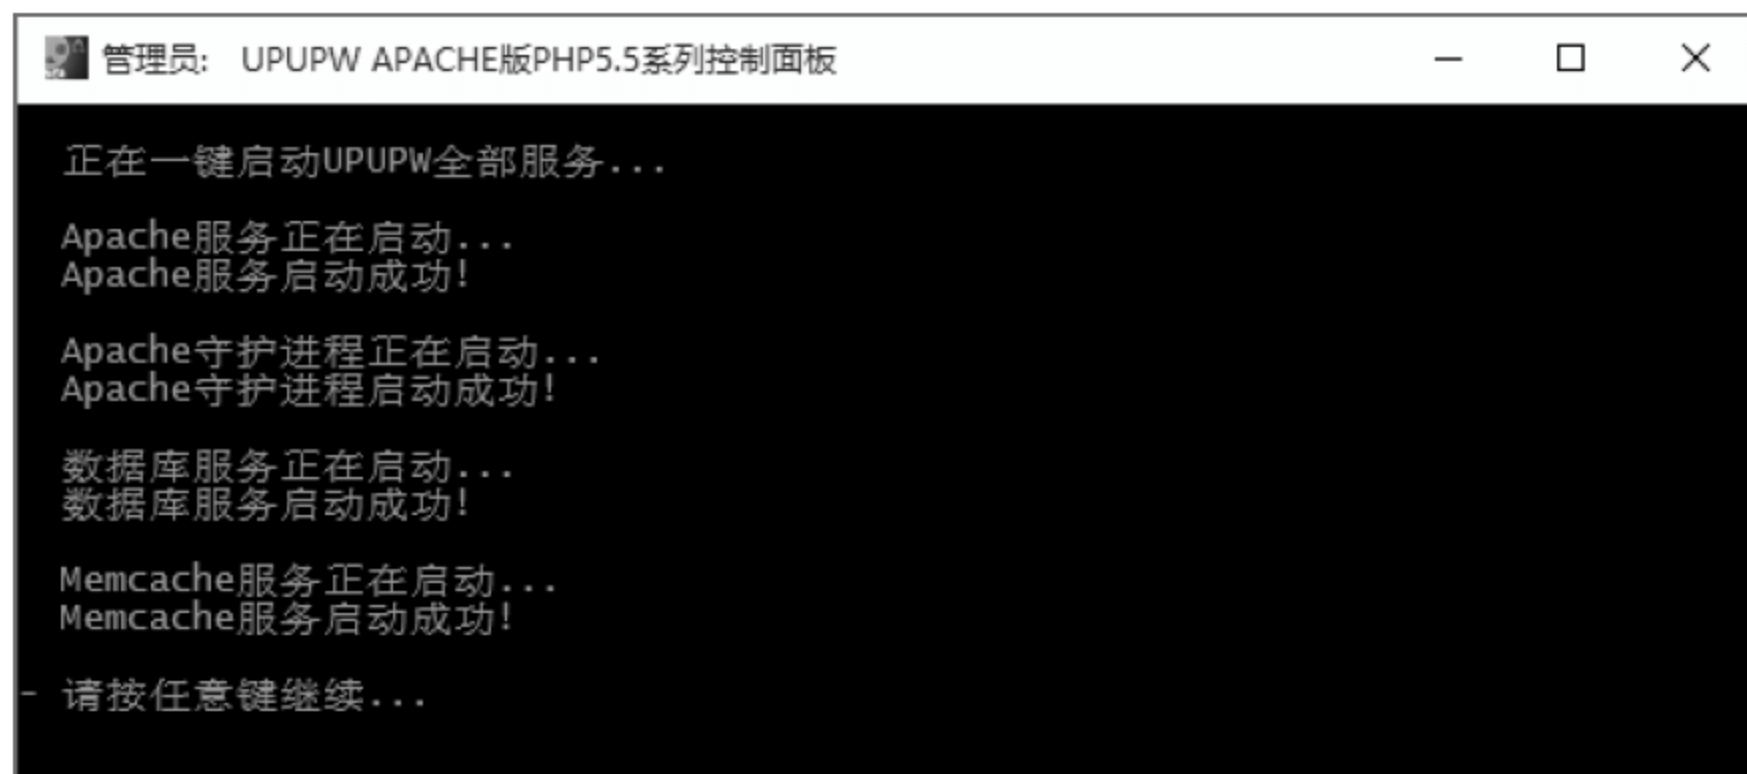 管理员: UPUPW APACHE版PHP5.5系列控制面板
正在一键启动UPUPW全部服务...
Apache服务正在启动...
Apache服务启动成功!
Apache守护进程正在启动...
Apache守护进程启动成功!
数据库服务正在启动...
数据库服务启动成功!
Memcache服务正在启动...
Memcache服务启动成功!
- 请按任意键继续...